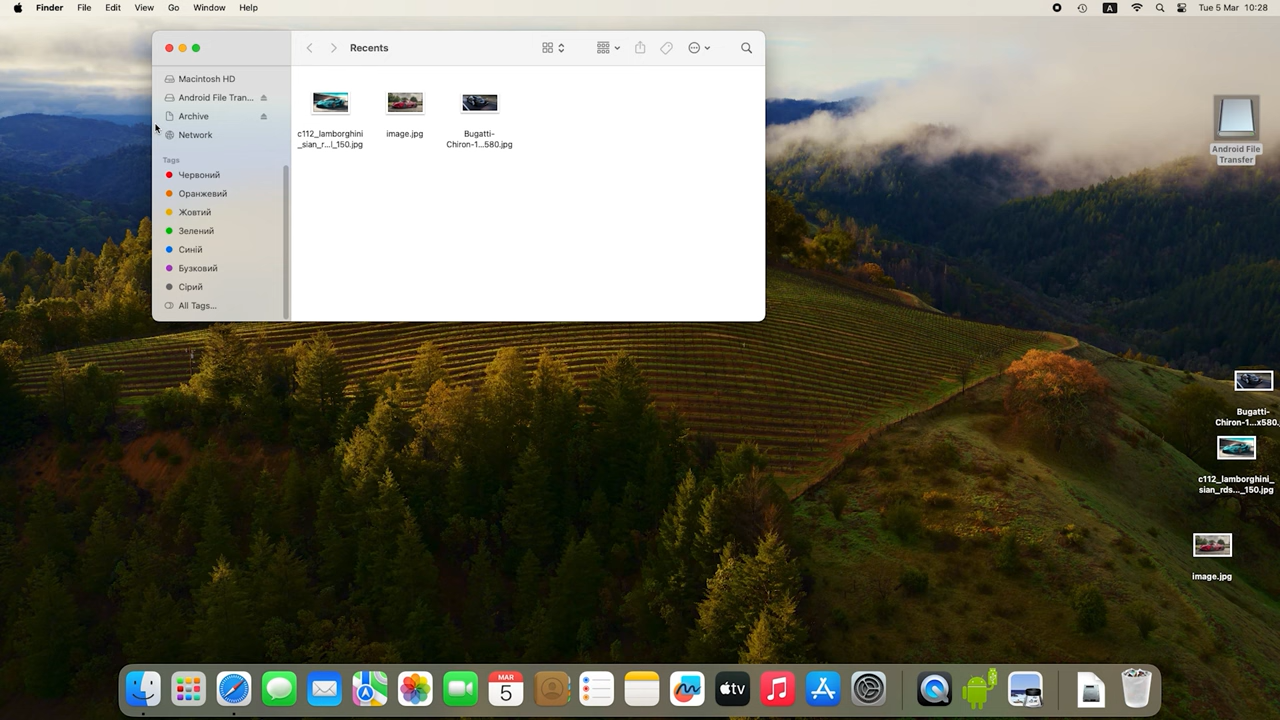 Finder File Edit View Go Window Help
A
Tue 5 Mar 10:28
Recents
Macintosh HD
Android File Tran...
Archive
Network
Tags
Червоний
Оранжевий
Жовтий
Зелений
Синій
Бузковий
Сірий
All Tags...
c112_lamborghini
_sian_r...l_150.jpg
image.jpg
Bugatti-
Chiron-1...580.jpg
Android File
Transfer
Bugatti-
Chiron-1...x580.
c112_lamborghini_
sian_rds..._150.jpg
image.jpg
MAR
5
tv